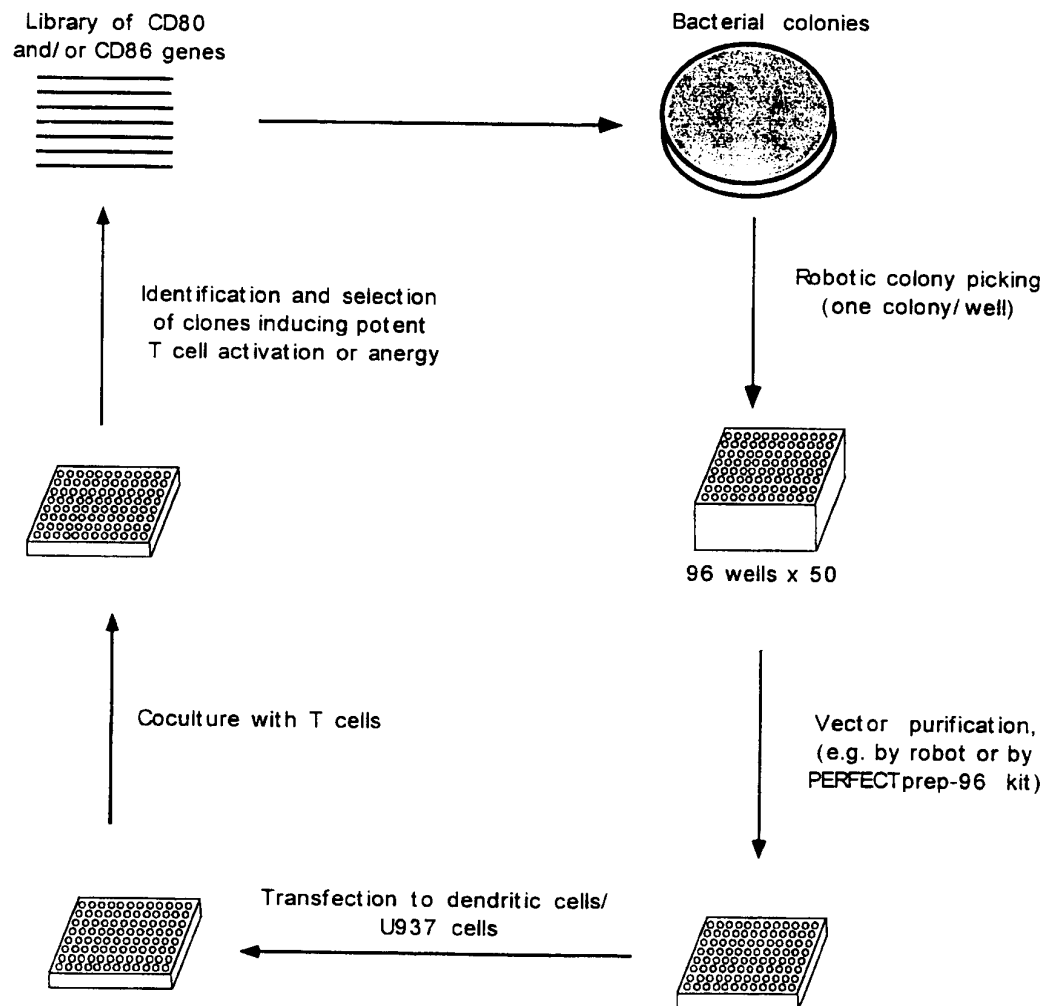 Library of CD80
and/or CD86 genes
Bacterial colonies
Robotic colony picking
(one colony/well)
96 wells x 50
Vector purification,
(e.g. by robot or by
PERFECTprep-96 kit)
Transfection to dendritic cells/
U937 cells
Coculture with T cells
Identification and selection
of clones inducing potent
T cell activation or anergy